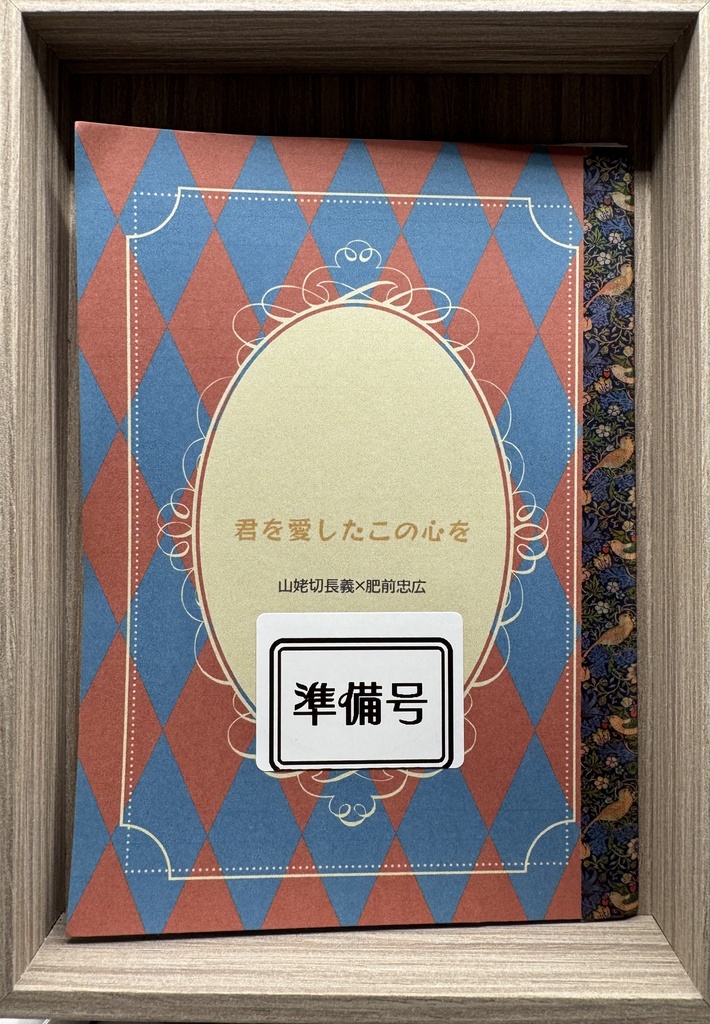 君を愛したこの心を
山姥切長義×肥前忠広
準備号